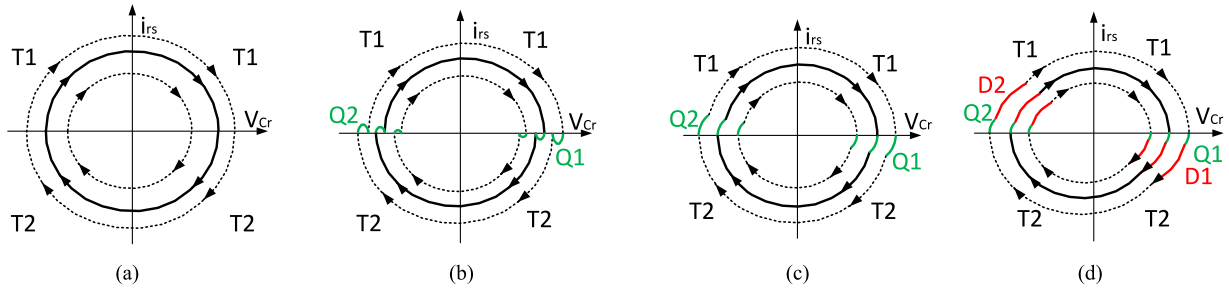 i_rs
T1
T1
V_Cr
T2
T2
(a)
i_rs
T1
T1
Q2
V_Cr
Q1
T2
T2
(b)
i_rs
T1
T1
Q2
V_Cr
Q1
T2
T2
(c)
i_rs
T1
T1
D2
Q2
V_Cr
Q1
D1
T2
T2
(d)